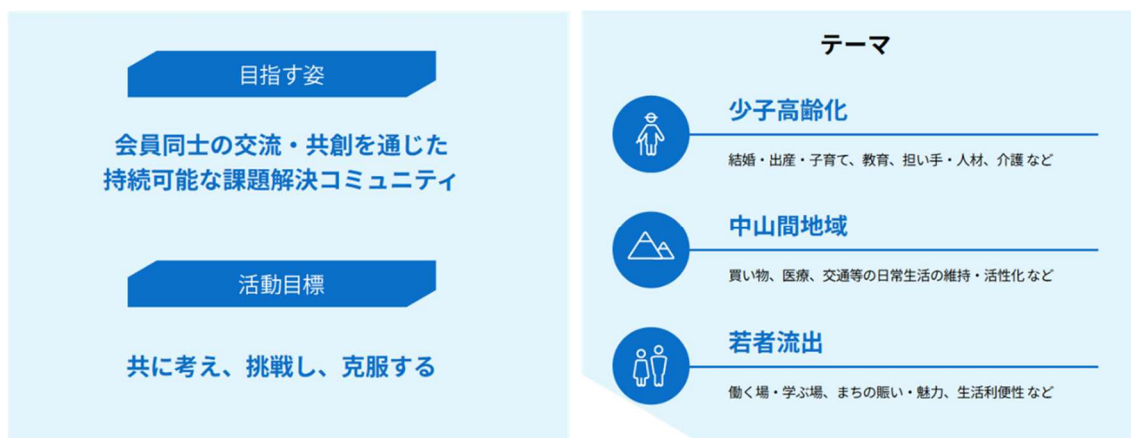 目指す姿
会員同士の交流・共創を通じた
持続可能な課題解決コミュニティ
活動目標
共に考え、挑戦し、克服する
テーマ
少子高齢化
結婚・出産・子育て、教育、担い手・人材、介護 など
中山間地域
買い物、医療、交通等の日常生活の維持・活性化 など
若者流出
働く場・学ぶ場、まちの賑い・魅力、生活利便性 など